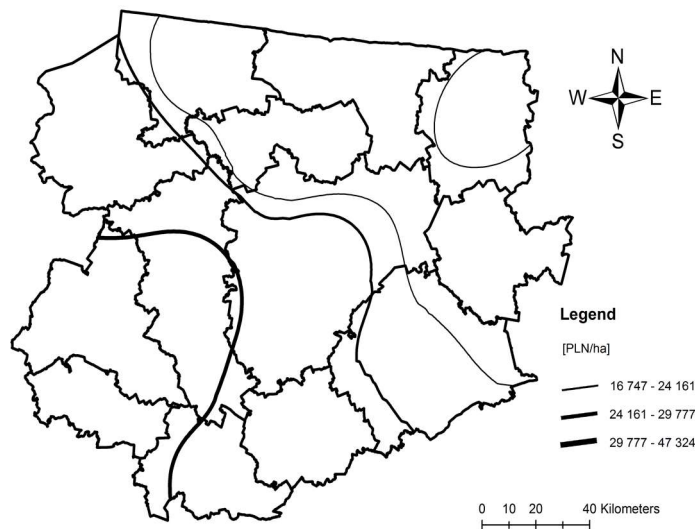 N
W E
S
Legend
[PLN/ha]
16 747 - 24 161
24 161 - 29 777
29 777 - 47 324
0 10 20 40 Kilometers